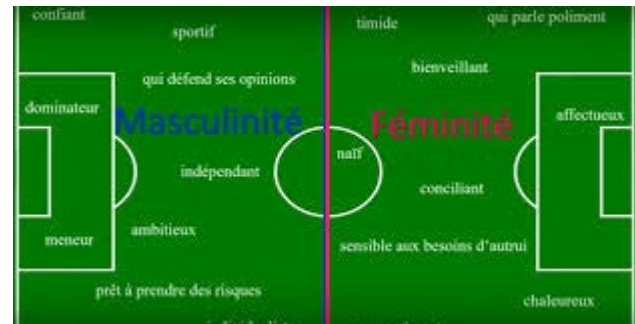 confiant
sportif
qui défend ses opinions
dominateur
Masculinité
indépendant
ambitieux
meneur
prêt à prendre des risques
timide
qui parle poliment
bienveillant
affectueux
Féminité
naïf
conciliant
sensible aux besoins d'autrui
chaleureux